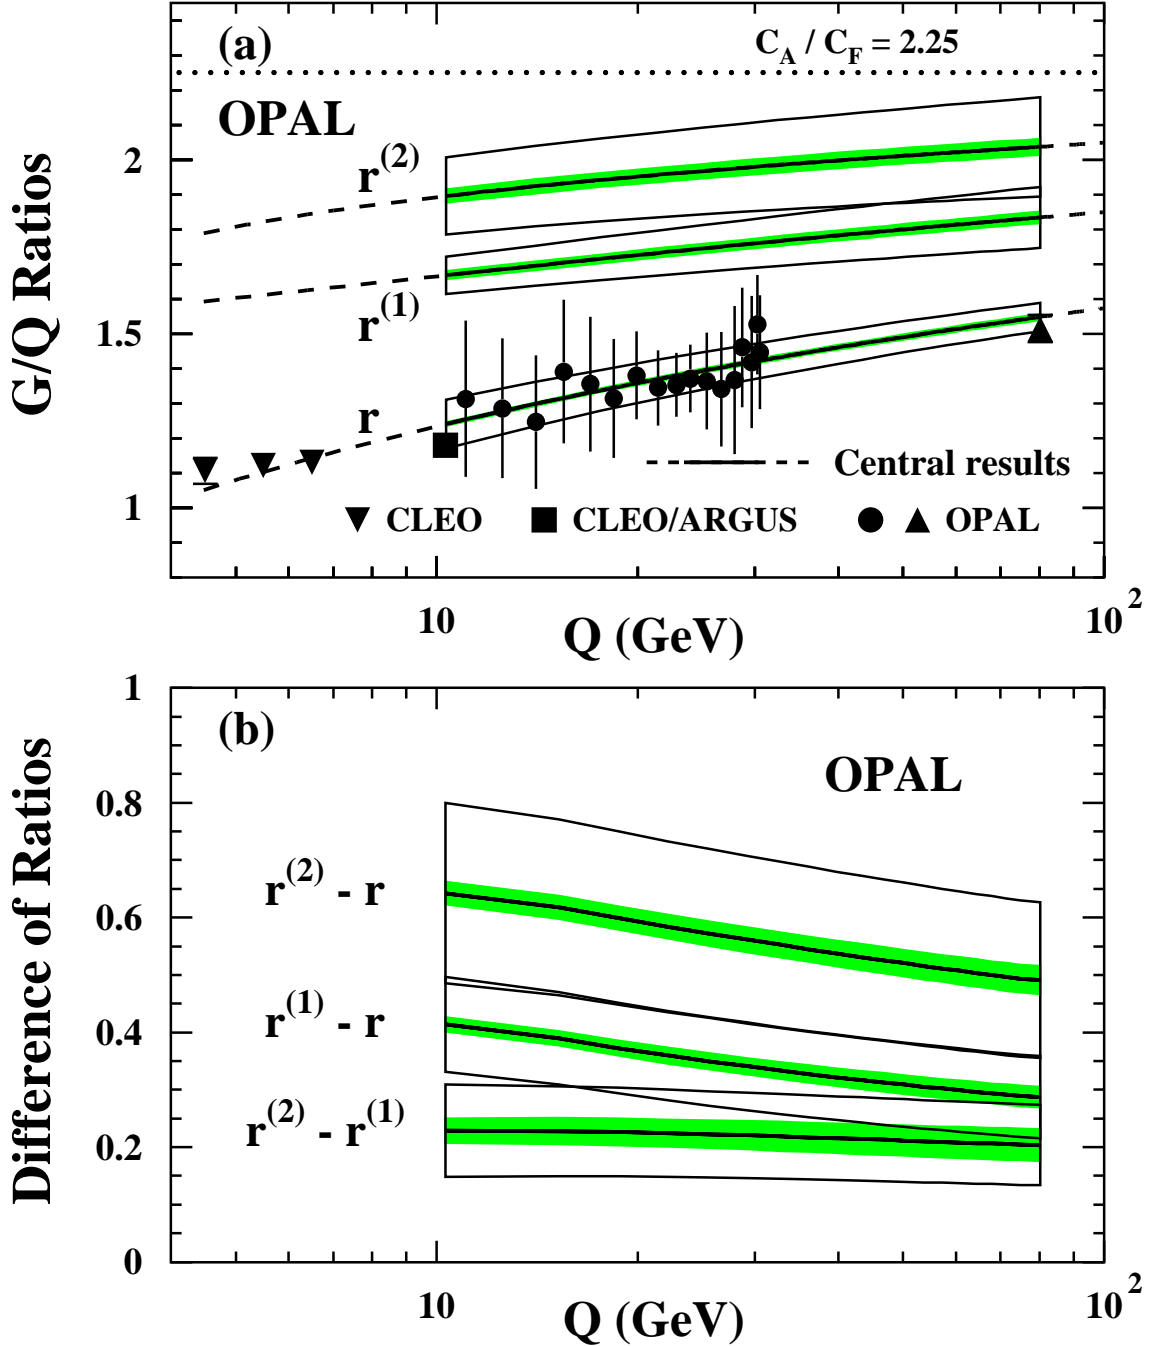 (a)
C_A / C_F = 2.25
OPAL
G/Q Ratios
2
1.5
1
r^(2)
r^(1)
r
Central results
CLEO
CLEO/ARGUS
OPAL
10
10^2
Q (GeV)
(b)
OPAL
Difference of Ratios
1
0.8
0.6
0.4
0.2
0
r^(2) - r
r^(1) - r
r^(2) - r^(1)
10
10^2
Q (GeV)